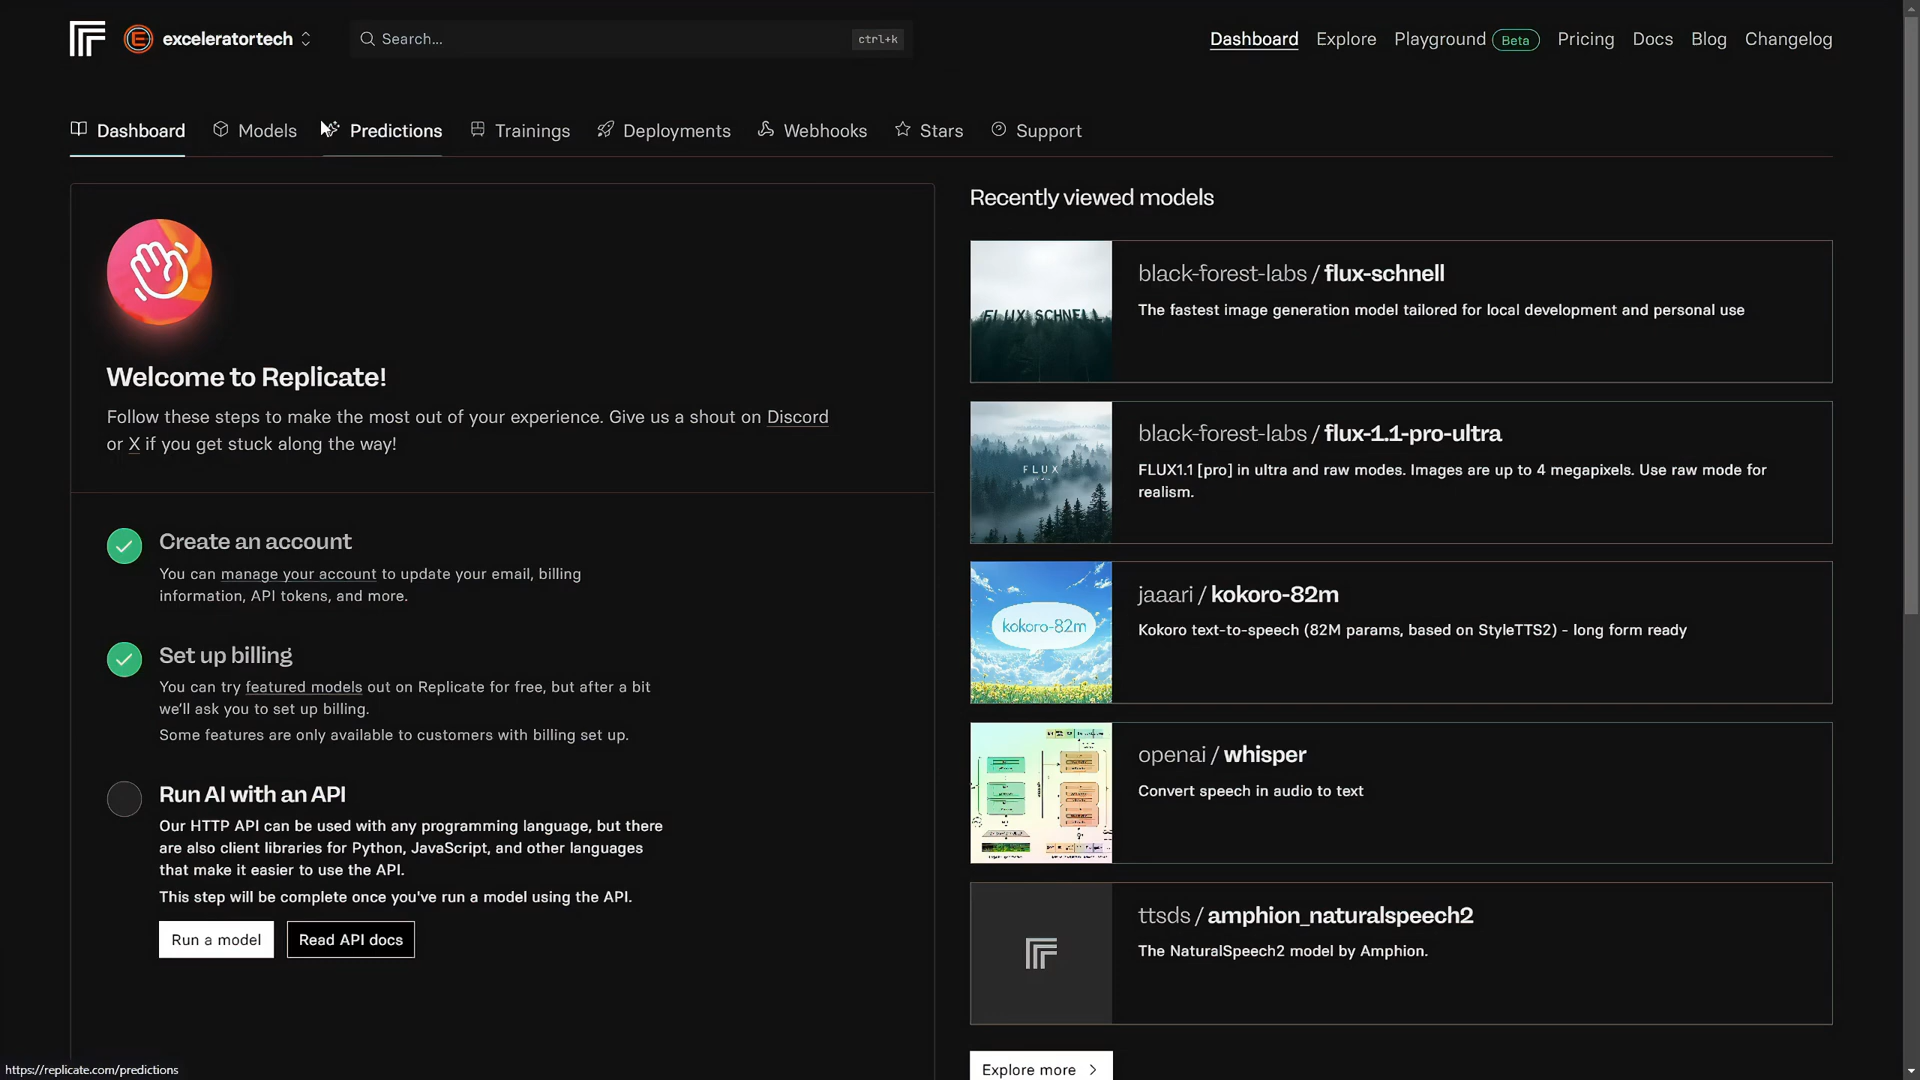 exceleratortech
Search...
ctrl+k
Dashboard
Explore
Playground
Beta
Pricing
Docs
Blog
Changelog
Dashboard
Models
Predictions
Trainings
Deployments
Webhooks
Stars
Support
Welcome to Replicate!
Follow these steps to make the most out of your experience. Give us a shout on Discord
or X if you get stuck along the way!
Create an account
You can manage your account to update your email, billing
information, API tokens, and more.
Set up billing
You can try featured models out on Replicate for free, but after a bit
we'll ask you to set up billing.
Some features are only available to customers with billing set up.
Run AI with an API
Our HTTP API can be used with any programming language, but there
are also client libraries for Python, JavaScript, and other languages
that make it easier to use the API.
This step will be complete once you've run a model using the API.
Run a model
Read API docs
Recently viewed models
FLUX SCHNELL
black-forest-labs / flux-schnell
The fastest image generation model tailored for local development and personal use
FLUX
black-forest-labs / flux-1.1-pro-ultra
FLUX1.1 [pro] in ultra and raw modes. Images are up to 4 megapixels. Use raw mode for
realism.
kokoro-82m
jaaari / kokoro-82m
Kokoro text-to-speech (82M params, based on StyleTTS2) - long form ready
openai / whisper
Convert speech in audio to text
ttsds / amphion_naturalspeech2
The NaturalSpeech2 model by Amphion.
Explore more
https://replicate.com/predictions